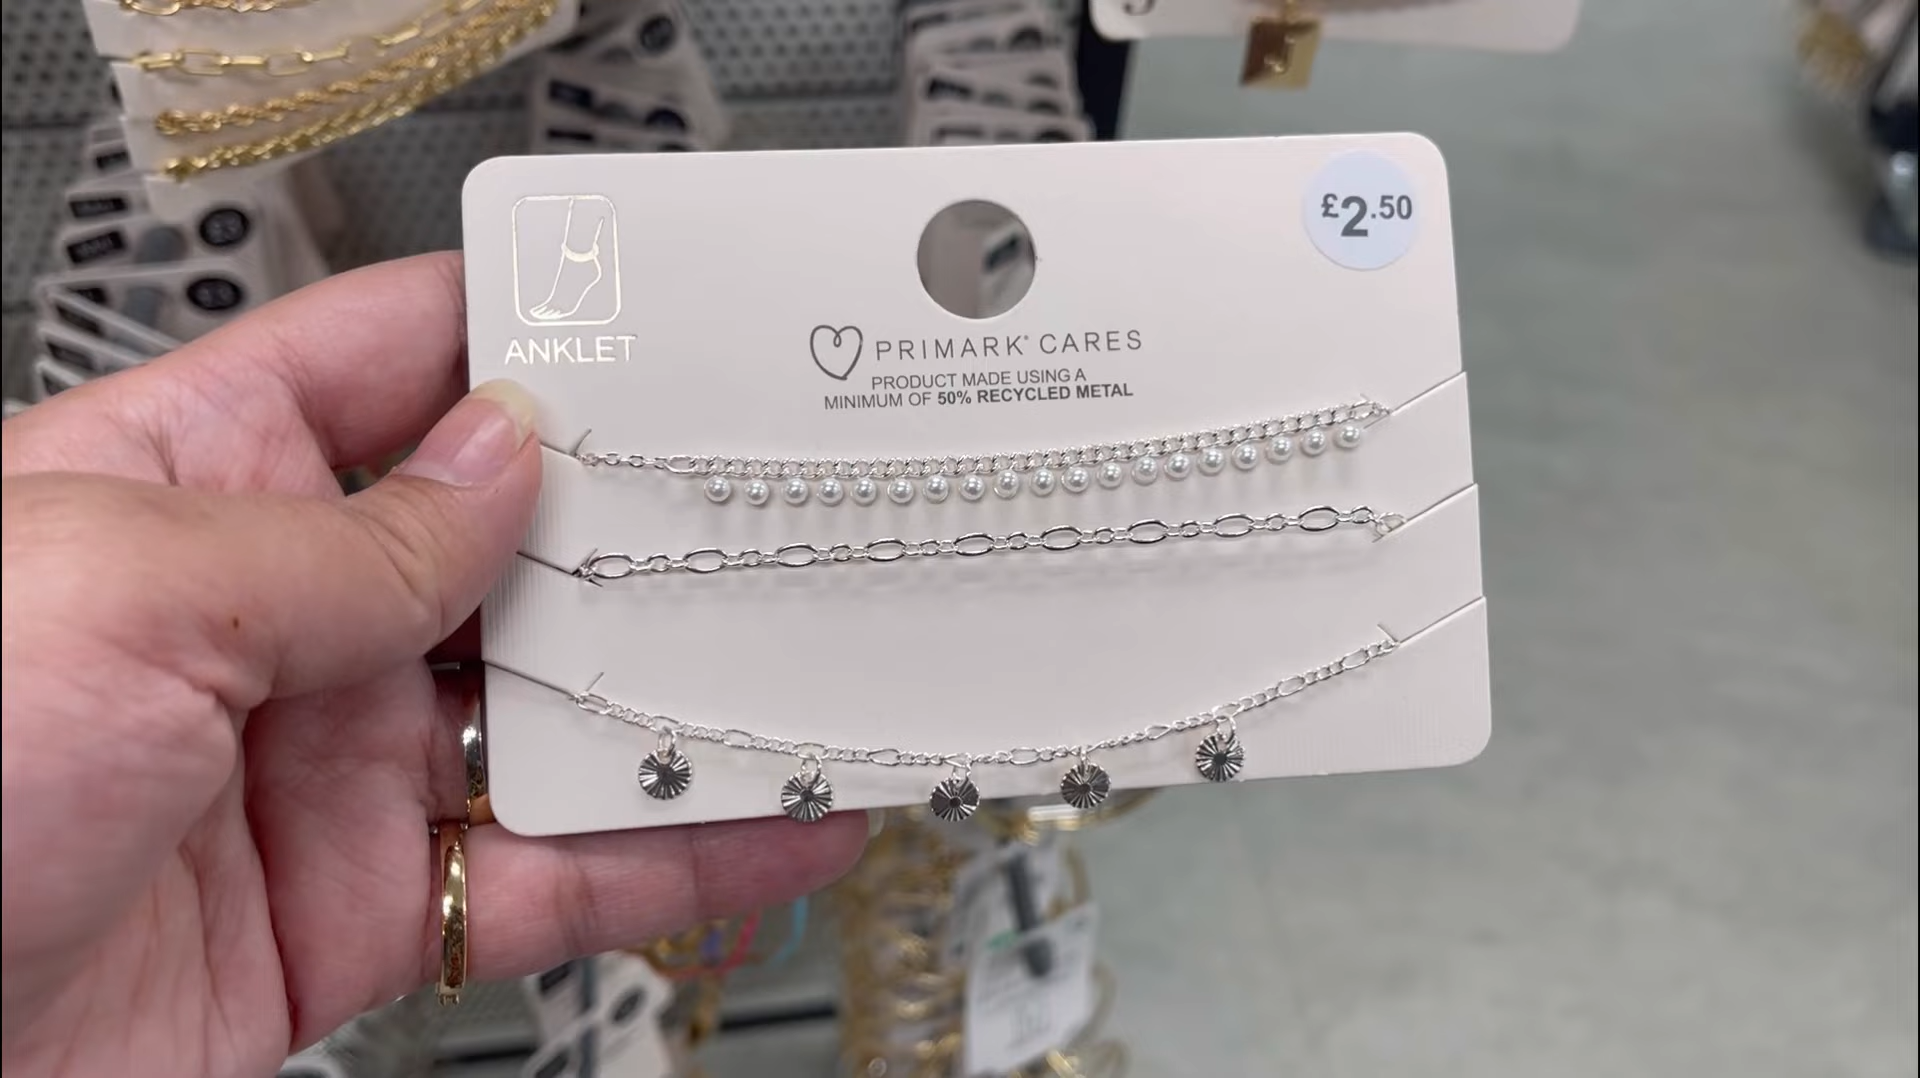 J
£2.50
ANKLET
PRIMARK® CARES
PRODUCT MADE USING A
MINIMUM OF 50% RECYCLED METAL